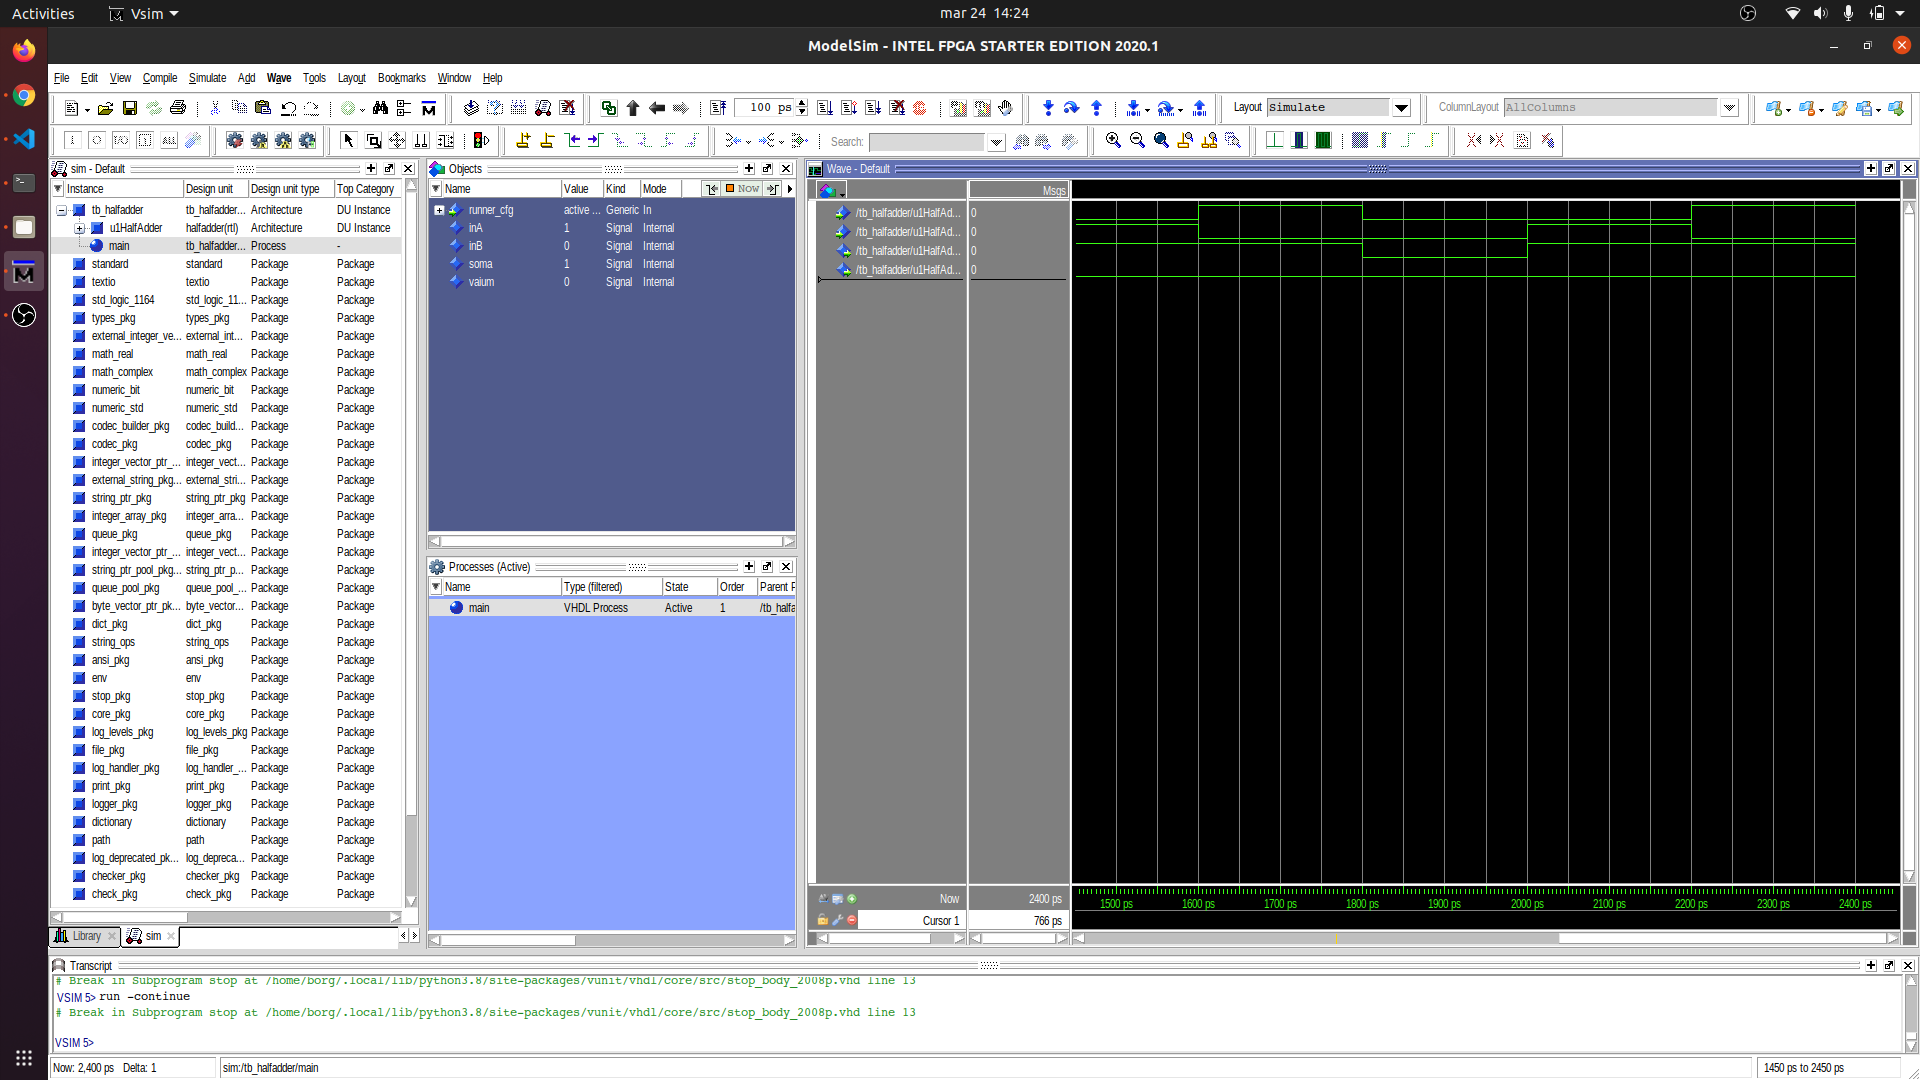 Activities Vsim mar 24 14:24
ModelSim - INTEL FPGA STARTER EDITION 2020.1
File Edit View Compile Simulate Add Wave Tools Layout Bookmarks Window Help
100 ps Layout Simulate ColumnLayout AllColumns
Search:
sim - Default
Instance Design unit Design unit type Top Category
tb_halfadder tb_halfadder... Architecture DU Instance
u1HalfAdder halfadder(rtl) Architecture DU Instance
main tb_halfadder... Process -
standard standard Package Package
textio textio Package Package
std_logic_1164 std_logic_11... Package Package
types_pkg types_pkg Package Package
external_integer_ve... external_int... Package Package
math_real math_real Package Package
math_complex math_complex Package Package
numeric_bit numeric_bit Package Package
numeric_std numeric_std Package Package
codec_builder_pkg codec_build... Package Package
codec_pkg codec_pkg Package Package
integer_vector_ptr_... integer_vect... Package Package
external_string_pkg... external_stri... Package Package
string_ptr_pkg string_ptr_pkg Package Package
integer_array_pkg integer_arra... Package Package
queue_pkg queue_pkg Package Package
integer_vector_ptr_... integer_vect... Package Package
string_ptr_pool_pkg... string_ptr_p... Package Package
queue_pool_pkg queue_pool_... Package Package
byte_vector_ptr_pk... byte_vector... Package Package
dict_pkg dict_pkg Package Package
string_ops string_ops Package Package
ansi_pkg ansi_pkg Package Package
env env Package Package
stop_pkg stop_pkg Package Package
core_pkg core_pkg Package Package
log_levels_pkg log_levels_pkg Package Package
file_pkg file_pkg Package Package
log_handler_pkg log_handler_... Package Package
print_pkg print_pkg Package Package
logger_pkg logger_pkg Package Package
dictionary dictionary Package Package
path path Package Package
log_deprecated_pk... log_depreca... Package Package
checker_pkg checker_pkg Package Package
check_pkg check_pkg Package Package
Library sim
Objects
Name Value Kind Mode Now
runner_cfg active ... Generic In
inA 1 Signal Internal
inB 0 Signal Internal
soma 1 Signal Internal
vaium 0 Signal Internal
Processes (Active)
Name Type (filtered) State Order Parent P
main VHDL Process Active 1 /tb_halfa
Wave - Default
Msgs
/tb_halfadder/u1HalfAd... 0
/tb_halfadder/u1HalfAd... 0
/tb_halfadder/u1HalfAd... 0
/tb_halfadder/u1HalfAd... 0
Now 2400 ps
Cursor 1 766 ps
1500 ps 1600 ps 1700 ps 1800 ps 1900 ps 2000 ps 2100 ps 2200 ps 2300 ps 2400 ps
Transcript
# Break in Subprogram stop at /home/borg/.local/lib/python3.8/site-packages/vunit/vhdl/core/src/stop_body_2008p.vhd line 13
VSIM 5> run -continue
# Break in Subprogram stop at /home/borg/.local/lib/python3.8/site-packages/vunit/vhdl/core/src/stop_body_2008p.vhd line 13
VSIM 5>
Now: 2,400 ps Delta: 1 sim:/tb_halfadder/main 1450 ps to 2450 ps